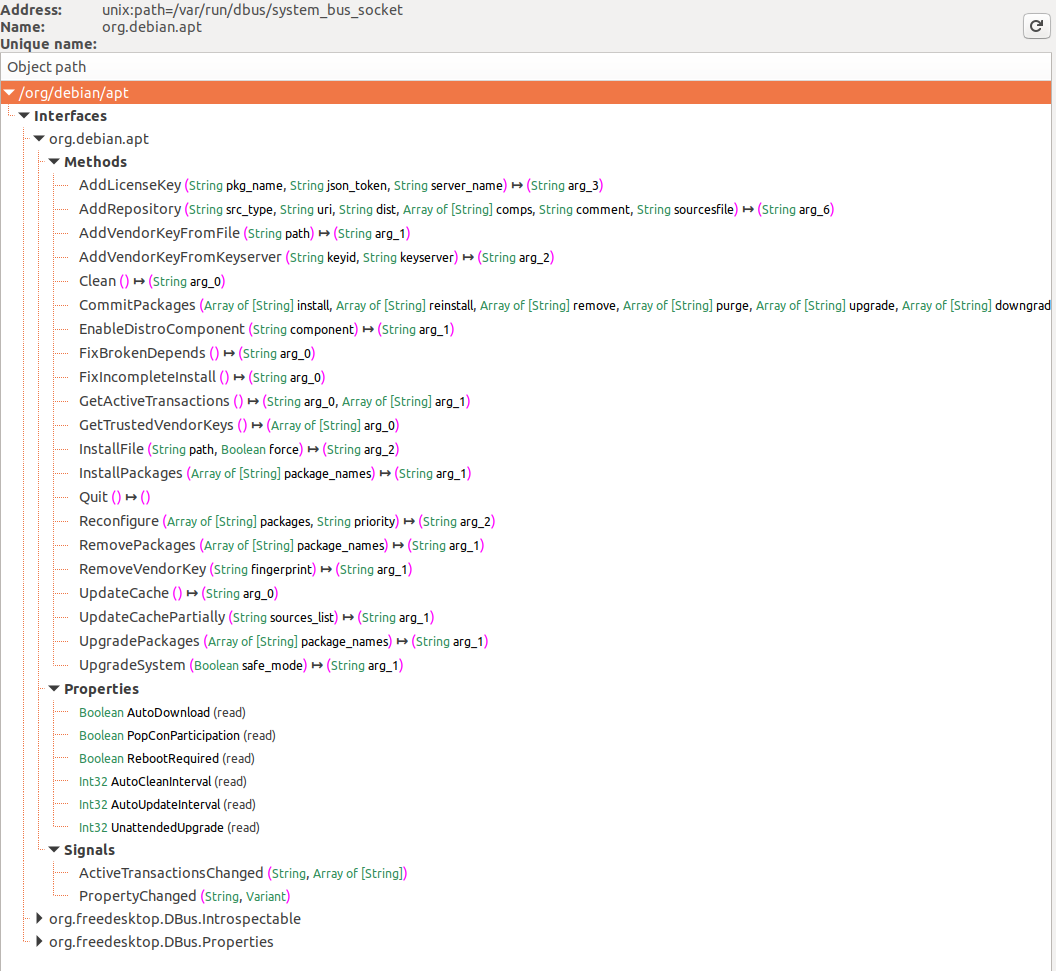 Address: unix:path=/var/run/dbus/system_bus_socket
Name: org.debian.apt
Unique name:
Object path
/org/debian/apt
Interfaces
org.debian.apt
Methods
AddLicenseKey (String pkg_name, String json_token, String server_name) ↦ (String arg_3)
AddRepository (String src_type, String uri, String dist, Array of [String] comps, String comment, String sourcesfile) ↦ (String arg_6)
AddVendorKeyFromFile (String path) ↦ (String arg_1)
AddVendorKeyFromKeyserver (String keyid, String keyserver) ↦ (String arg_2)
Clean () ↦ (String arg_0)
CommitPackages (Array of [String] install, Array of [String] reinstall, Array of [String] remove, Array of [String] purge, Array of [String] upgrade, Array of [String] downgrad
EnableDistroComponent (String component) ↦ (String arg_1)
FixBrokenDepends () ↦ (String arg_0)
FixIncompleteInstall () ↦ (String arg_0)
GetActiveTransactions () ↦ (String arg_0, Array of [String] arg_1)
GetTrustedVendorKeys () ↦ (Array of [String] arg_0)
InstallFile (String path, Boolean force) ↦ (String arg_2)
InstallPackages (Array of [String] package_names) ↦ (String arg_1)
Quit () ↦ ()
Reconfigure (Array of [String] packages, String priority) ↦ (String arg_2)
RemovePackages (Array of [String] package_names) ↦ (String arg_1)
RemoveVendorKey (String fingerprint) ↦ (String arg_1)
UpdateCache () ↦ (String arg_0)
UpdateCachePartially (String sources_list) ↦ (String arg_1)
UpgradePackages (Array of [String] package_names) ↦ (String arg_1)
UpgradeSystem (Boolean safe_mode) ↦ (String arg_1)
Properties
Boolean AutoDownload (read)
Boolean PopConParticipation (read)
Boolean RebootRequired (read)
Int32 AutoCleanInterval (read)
Int32 AutoUpdateInterval (read)
Int32 UnattendedUpgrade (read)
Signals
ActiveTransactionsChanged (String, Array of [String])
PropertyChanged (String, Variant)
org.freedesktop.DBus.Introspectable
org.freedesktop.DBus.Properties